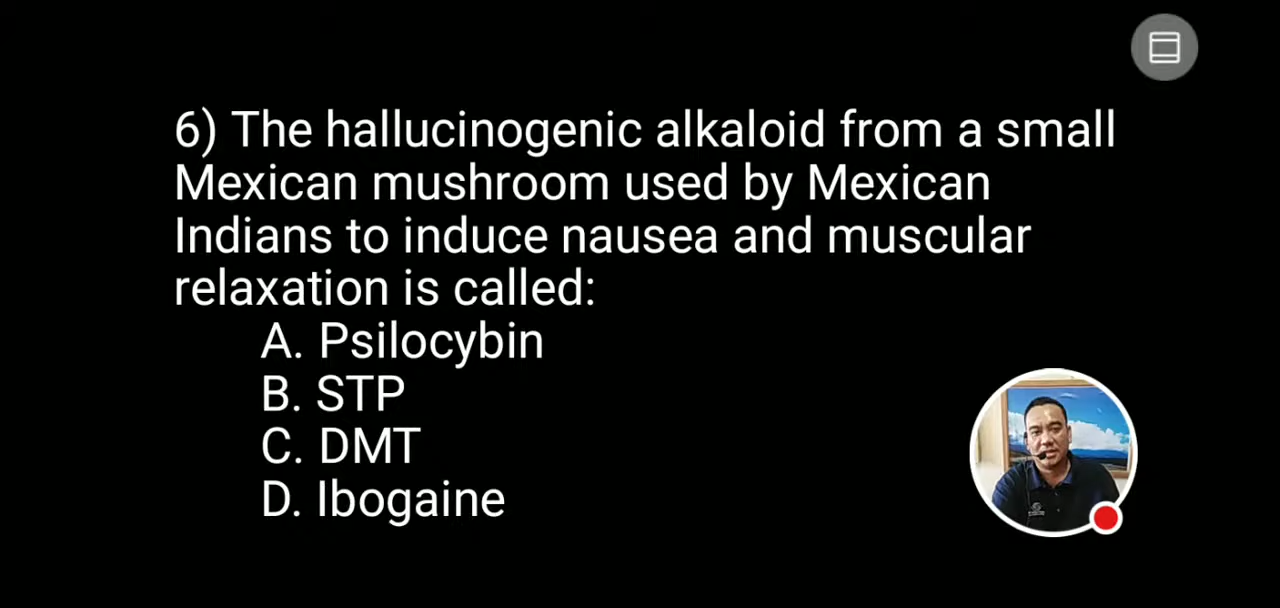 6) The hallucinogenic alkaloid from a small
Mexican mushroom used by Mexican
Indians to induce nausea and muscular
relaxation is called:
A. Psilocybin
B. STP
C. DMT
D. Ibogaine